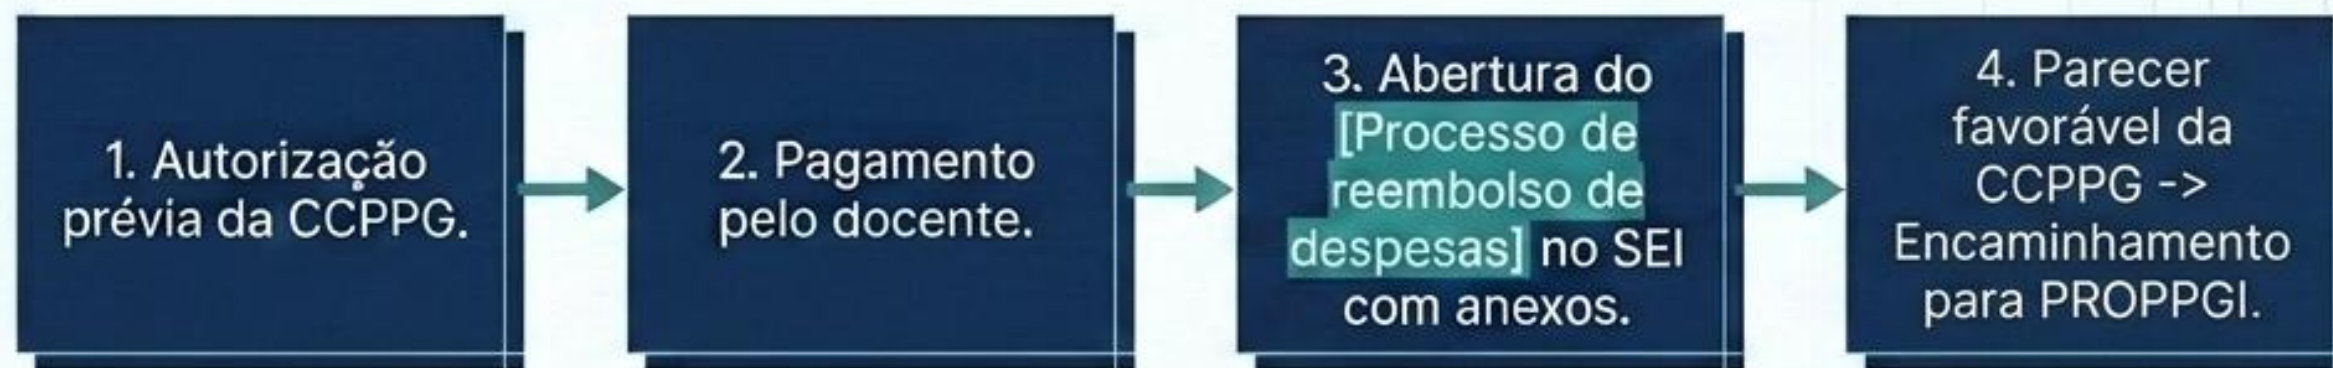 1. Autorização
prévia da CCPPG.
2. Pagamento
pelo docente.
3. Abertura do
[Processo de
reembolso de
despesas] no SEI
com anexos.
4. Parecer
favorável da
CCPPG ->
Encaminhamento
para PROPPGI.